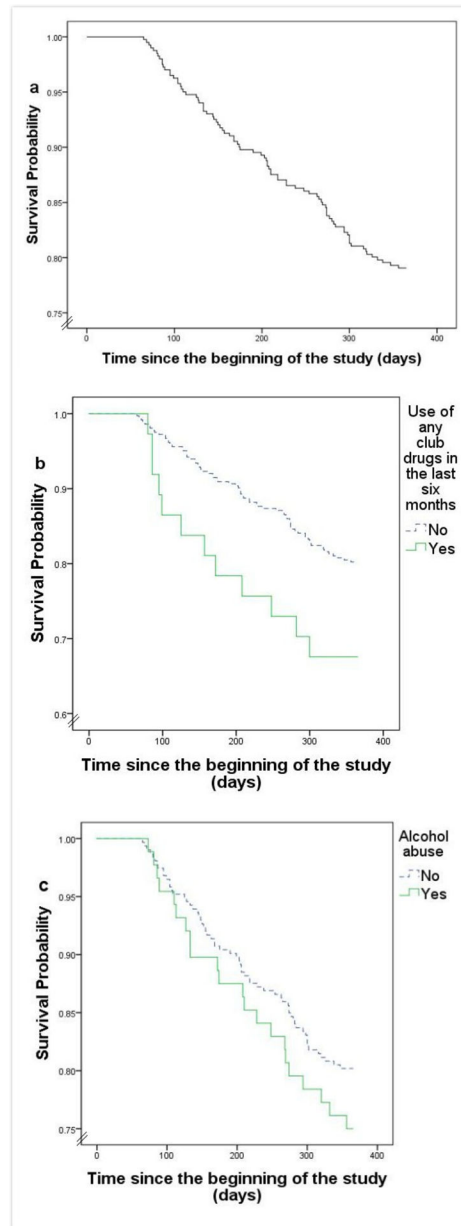 a
Survival Probability
1.00
0.95
0.90
0.85
0.80
0.75
0 100 200 300 400
Time since the beginning of the study (days)
b
Survival Probability
1.0
0.9
0.8
0.7
0.6
0 100 200 300 400
Time since the beginning of the study
(days)
Use of
any
club
drugs in
the last
six
months
No
Yes
c
Survival Probability
1.00
0.95
0.90
0.85
0.80
0.75
0 100 200 300 400
Time since the beginning of the study
(days)
Alcohol
abuse
No
Yes